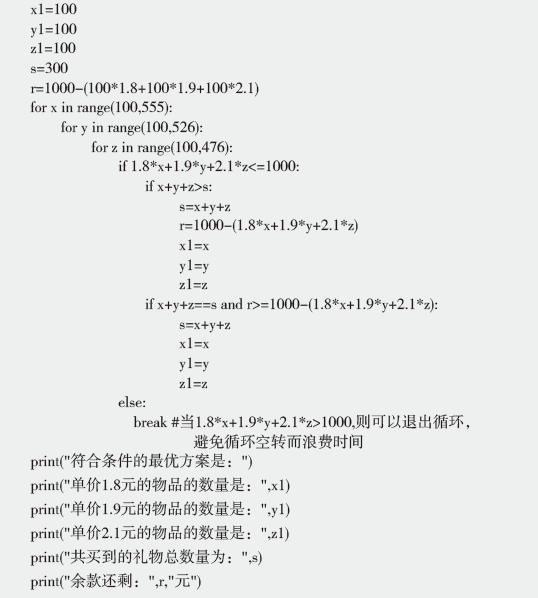 x1=100
y1=100
z1=100
s=300
r=1000-(100*1.8+100*1.9+100*2.1)
for x in range(100,555):
for y in range(100,526):
for z in range(100,476):
if 1.8*x+1.9*y+2.1*z<=1000:
if x+y+z>s:
s=x+y+z
r=1000-(1.8*x+1.9*y+2.1*z)
x1=x
y1=y
z1=z
if x+y+z==s and r>=1000-(1.8*x+1.9*y+2.1*z):
s=x+y+z
x1=x
y1=y
z1=z
else:
break #当1.8*x+1.9*y+2.1*z>1000,则可以退出循环，
避免循环空转而浪费时间
print("符合条件的最优方案是：")
print("单价1.8元的物品的数量是：",x1)
print("单价1.9元的物品的数量是：",y1)
print("单价2.1元的物品的数量是：",z1)
print("共买到的礼物总数量为：",s)
print("余款还剩：",r,"元")